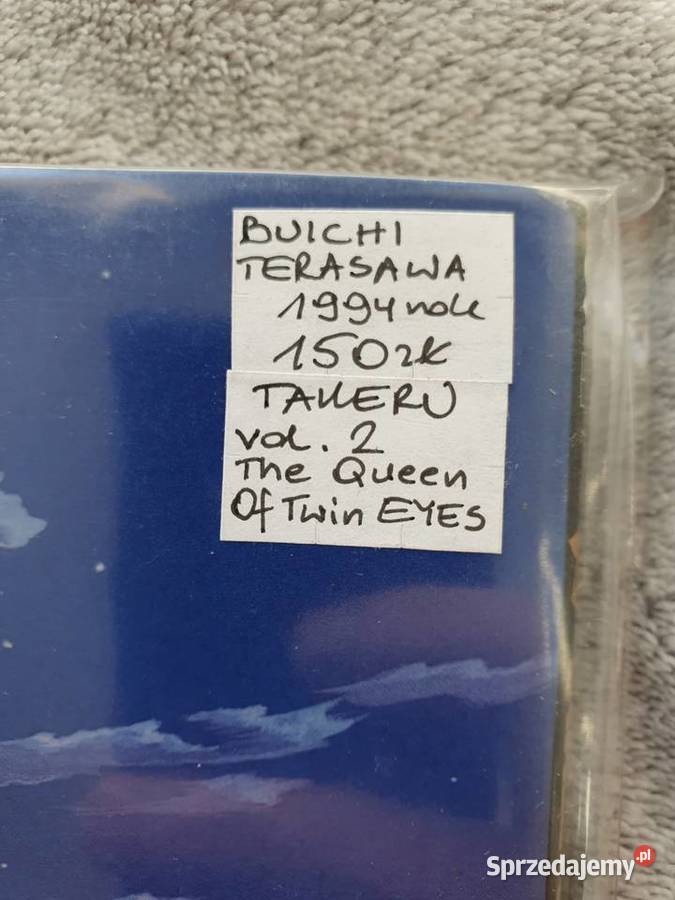 BUICHI
TERASAWA
1994 rok
150zł
TAKERU
vol. 2
The Queen
Of Twin EYES
Sprzedajemy.pl